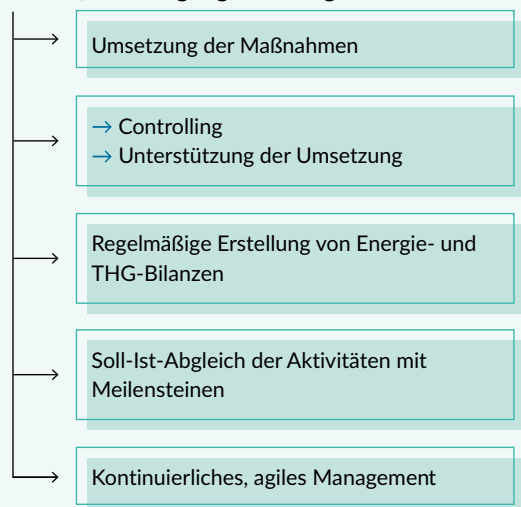 Umsetzung der Maßnahmen
→ Controlling
→ Unterstützung der Umsetzung
Regelmäßige Erstellung von Energie- und
THG-Bilanzen
Soll-Ist-Abgleich der Aktivitäten mit
Meilensteinen
Kontinuierliches, agiles Management